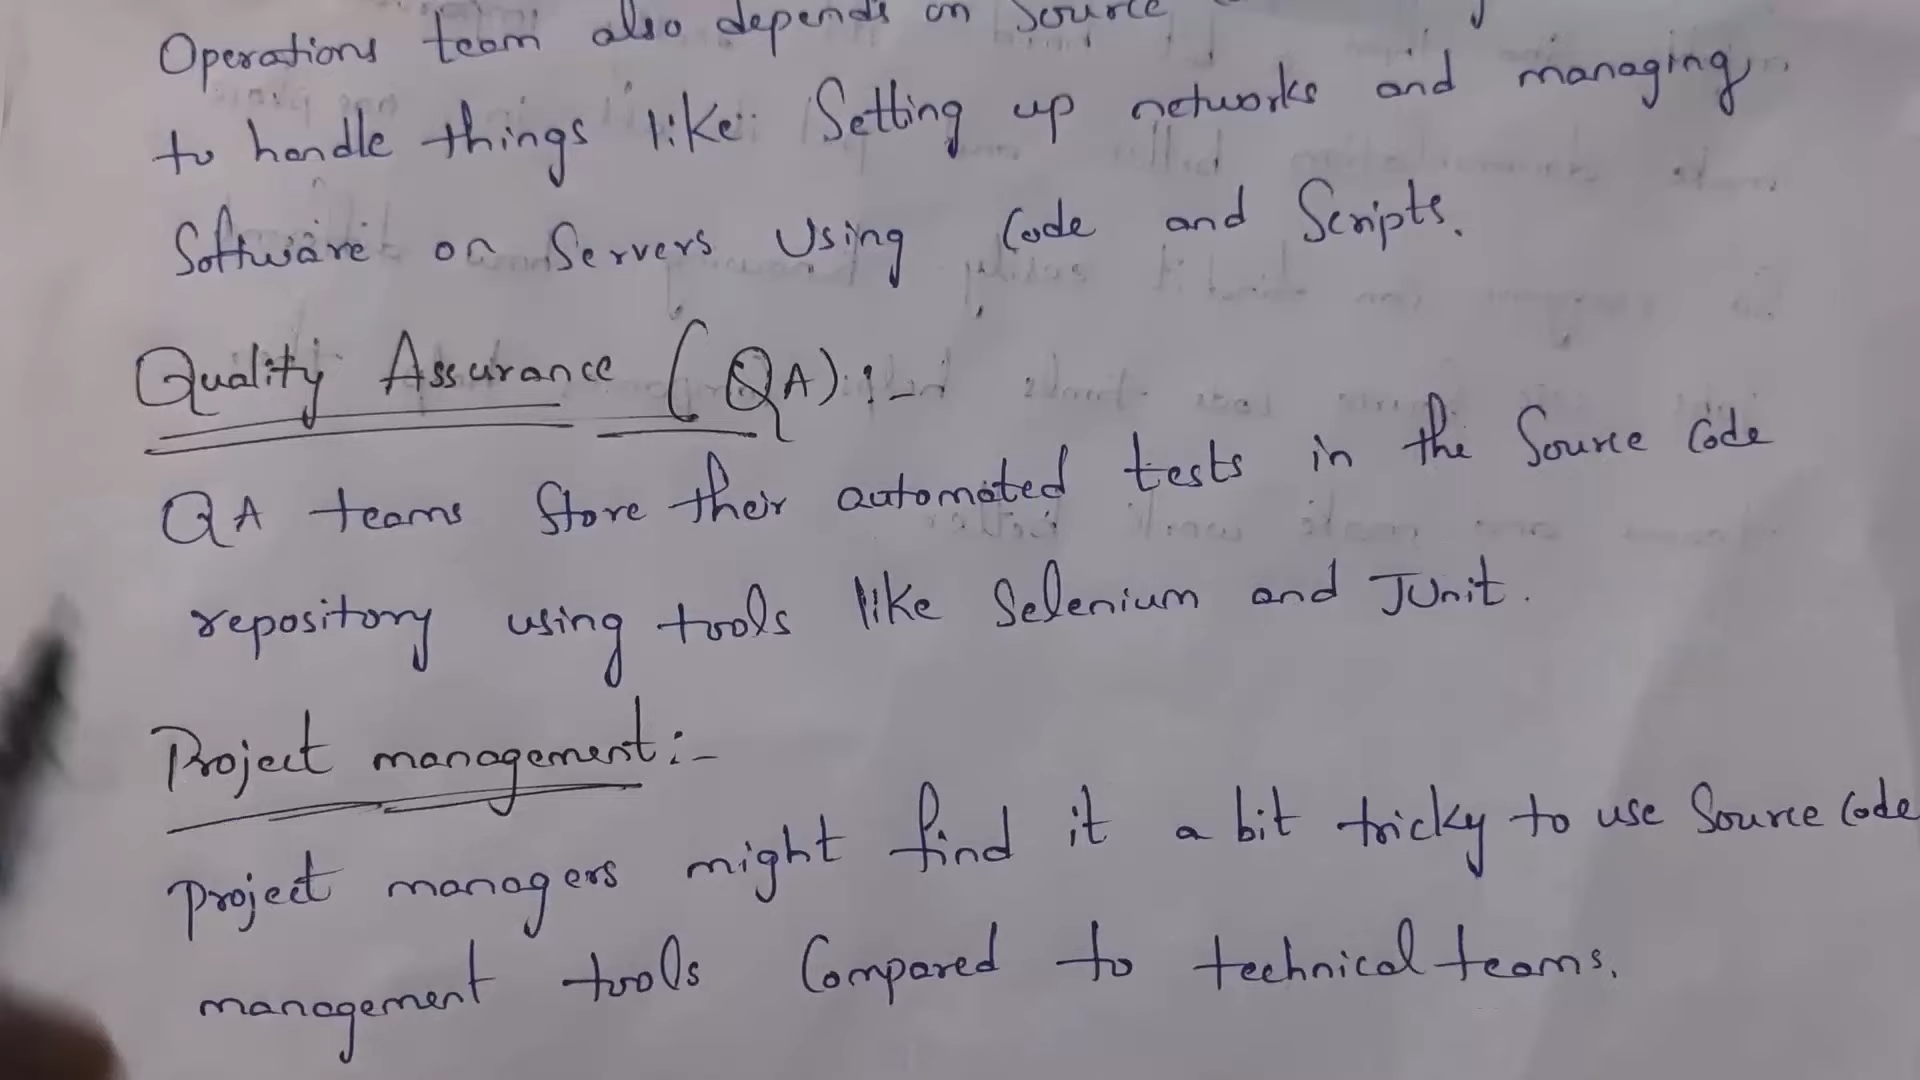 Operations team also depends on Source
to handle things like Setting up networks and managing
Software on Servers Using Code and Scripts.
Quality Assurance (QA) :-
QA teams Store their automated tests in the Source Code
repository using tools like Selenium and JUnit.
Project management :-
Project managers might find it a bit tricky to use Source Code
management tools Compared to technical teams.